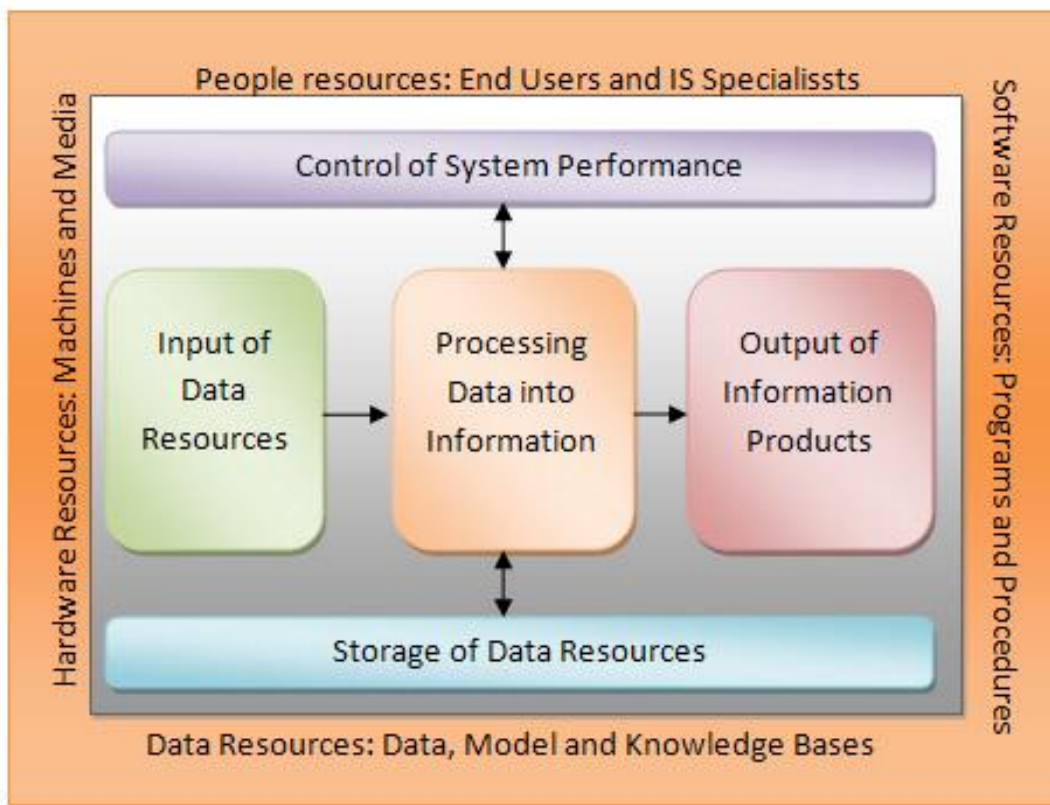 People resources: End Users and IS Specialissts
Hardware Resources: Machines and Media
Software Resources: Programs and Procedures
Control of System Performance
Input of
Data
Resources
Processing
Data into
Information
Output of
Information
Products
Storage of Data Resources
Data Resources: Data, Model and Knowledge Bases